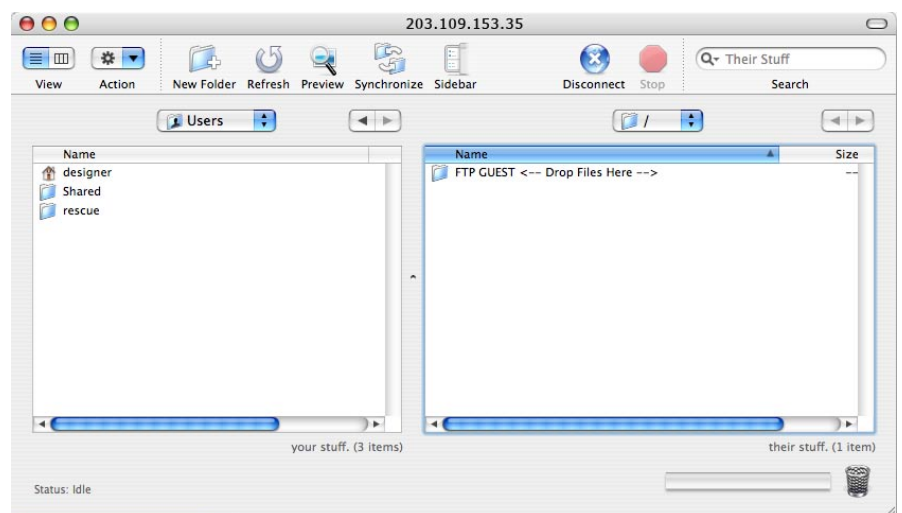 203.109.153.35
Their Stuff
View Action New Folder Refresh Preview Synchronize Sidebar Disconnect Stop Search
Users
/
Name
designer
Shared
rescue
Name Size
FTP GUEST <-- Drop Files Here --> --
your stuff. (3 items)
their stuff. (1 item)
Status: Idle